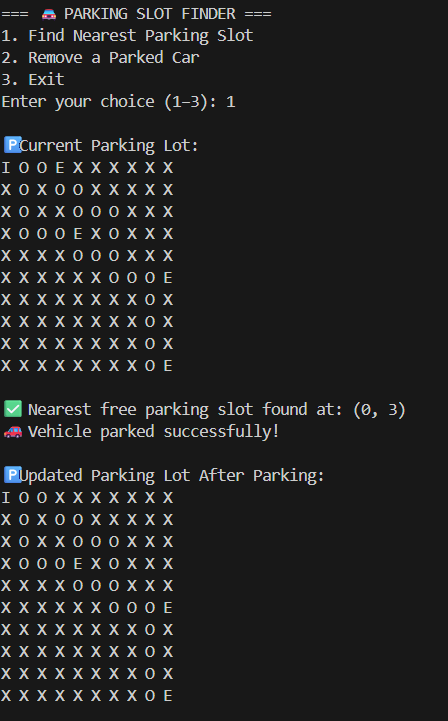 === 🚘 PARKING SLOT FINDER ===
1. Find Nearest Parking Slot
2. Remove a Parked Car
3. Exit
Enter your choice (1–3): 1
🅿️Current Parking Lot:
I O O E X X X X X X
X O X O O X X X X X
X O X X O O O X X X
X O O O E X O X X X
X X X X O O O X X X
X X X X X X O O O E
X X X X X X X X O X
X X X X X X X X O X
X X X X X X X X O X
X X X X X X X X O E
✅ Nearest free parking slot found at: (0, 3)
🚗 Vehicle parked successfully!
🅿️Updated Parking Lot After Parking:
I O O X X X X X X X
X O X O O X X X X X
X O X X O O O X X X
X O O O E X O X X X
X X X X O O O X X X
X X X X X X O O O E
X X X X X X X X O X
X X X X X X X X O X
X X X X X X X X O X
X X X X X X X X O E